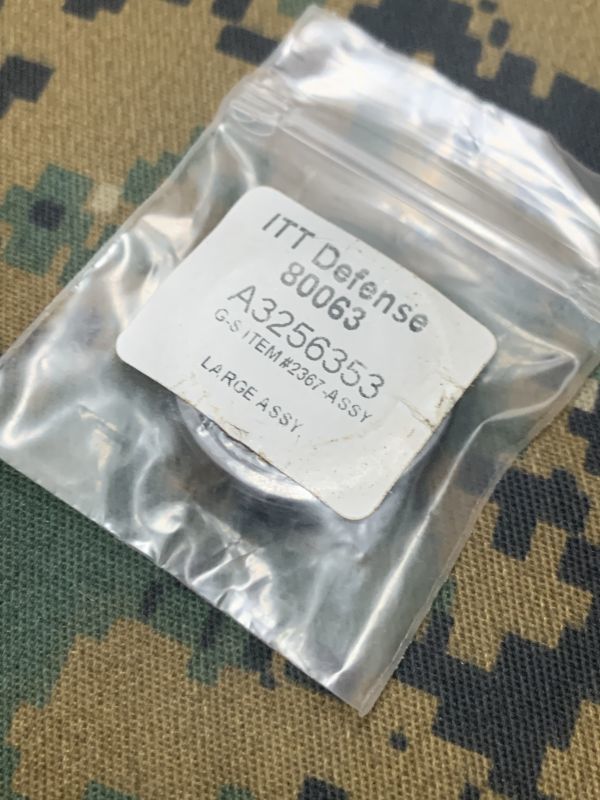 ITT Defense
80063
A3256353
G-S ITEM#2367-ASSY
LARGE ASSY